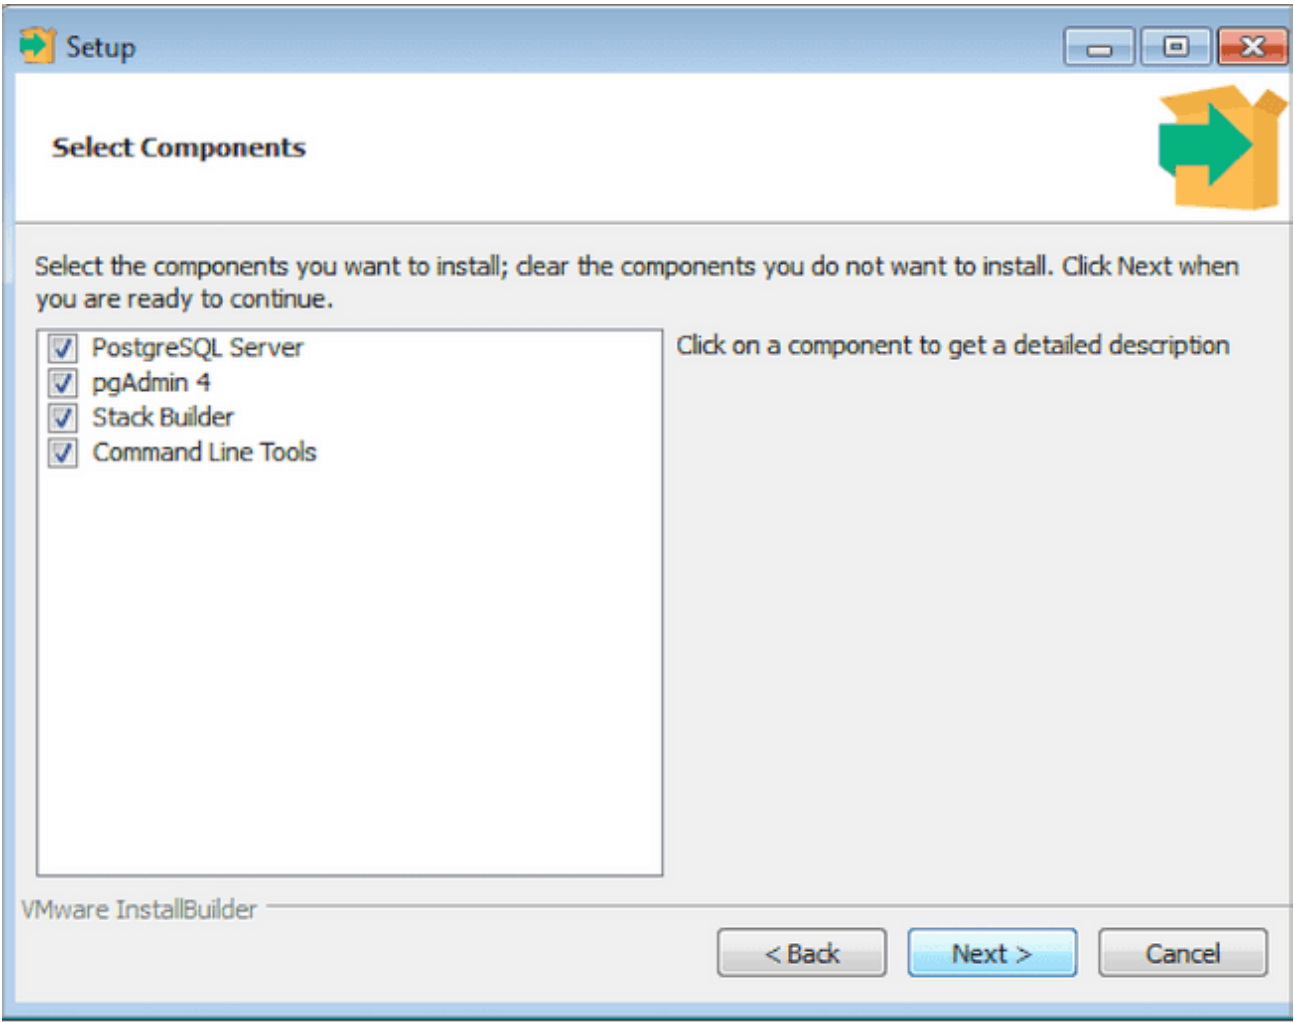 Setup
Select Components
Select the components you want to install; clear the components you do not want to install. Click Next when
you are ready to continue.
PostgreSQL Server
pgAdmin 4
Stack Builder
Command Line Tools
Click on a component to get a detailed description
VMware InstallBuilder
< Back
Next >
Cancel